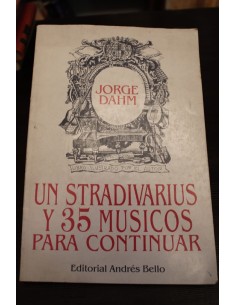 JORGE
DAHM
UN STRADIVARIUS
Y 35 MUSICOS
PARA CONTINUAR
Editorial Andrés Bello